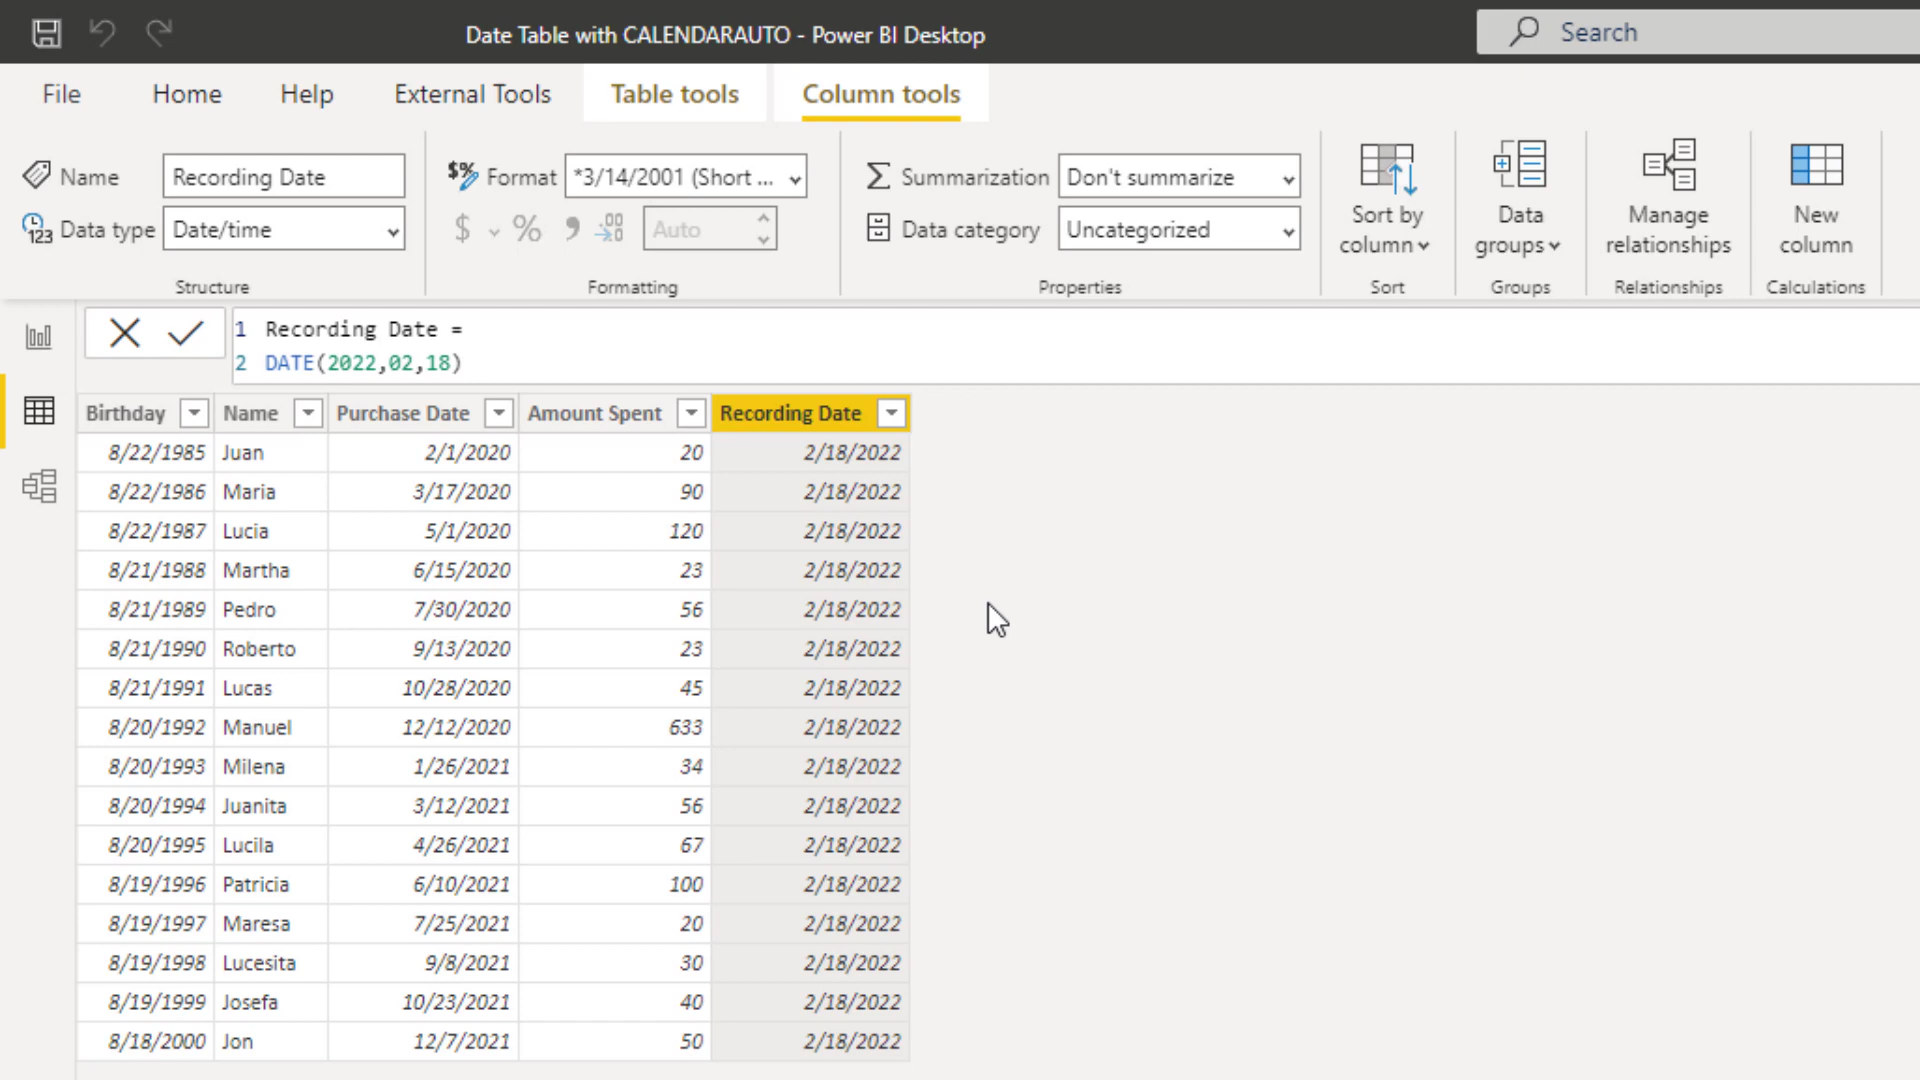 Date Table with CALENDARAUTO - Power BI Desktop
Search
File Home Help External Tools Table tools Column tools
Name Recording Date
Data type Date/time
Structure
Format *3/14/2001 (Short ...
$ % , .00 .0 Auto
Formatting
Summarization Don't summarize
Data category Uncategorized
Properties
Sort by
column
Sort
Data
groups
Groups
Manage
relationships
Relationships
New
column
Calculations
1 Recording Date =
2 DATE(2022,02,18)
Birthday Name Purchase Date Amount Spent Recording Date
8/22/1985 Juan 2/1/2020 20 2/18/2022
8/22/1986 Maria 3/17/2020 90 2/18/2022
8/22/1987 Lucia 5/1/2020 120 2/18/2022
8/21/1988 Martha 6/15/2020 23 2/18/2022
8/21/1989 Pedro 7/30/2020 56 2/18/2022
8/21/1990 Roberto 9/13/2020 23 2/18/2022
8/21/1991 Lucas 10/28/2020 45 2/18/2022
8/20/1992 Manuel 12/12/2020 633 2/18/2022
8/20/1993 Milena 1/26/2021 34 2/18/2022
8/20/1994 Juanita 3/12/2021 56 2/18/2022
8/20/1995 Lucila 4/26/2021 67 2/18/2022
8/19/1996 Patricia 6/10/2021 100 2/18/2022
8/19/1997 Maresa 7/25/2021 20 2/18/2022
8/19/1998 Lucesita 9/8/2021 30 2/18/2022
8/19/1999 Josefa 10/23/2021 40 2/18/2022
8/18/2000 Jon 12/7/2021 50 2/18/2022